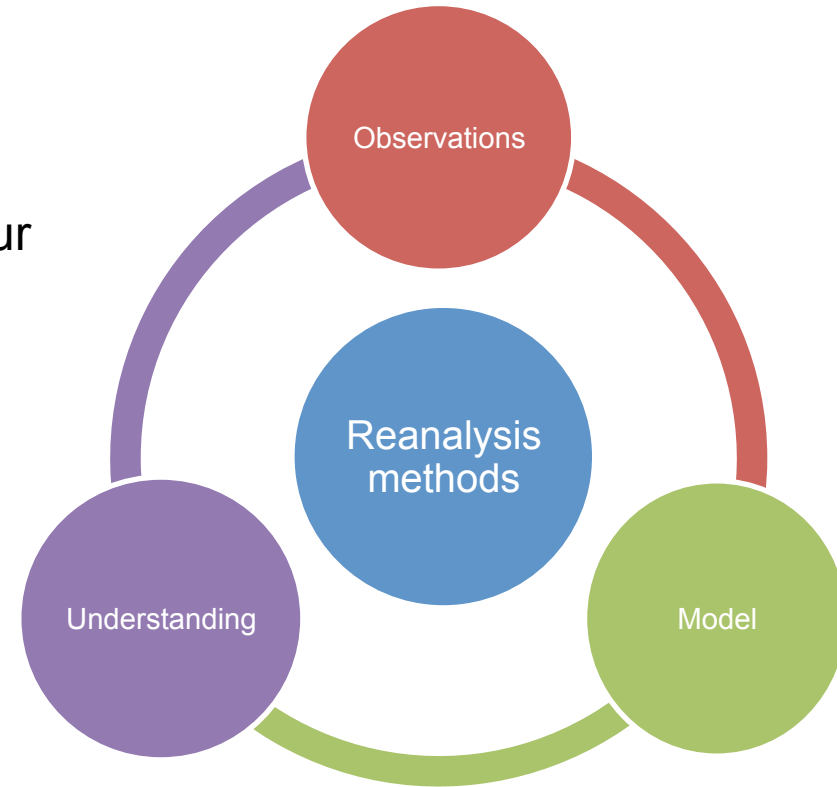 Observations
ur
Reanalysis
methods
Understanding
Model